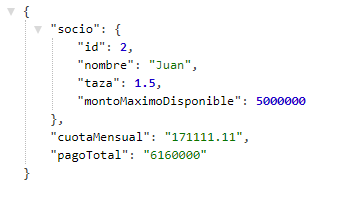 {
"socio": {
"id": 2,
"nombre": "Juan",
"taza": 1.5,
"montoMaximoDisponible": 5000000
},
"cuotaMensual": "171111.11",
"pagoTotal": "6160000"
}